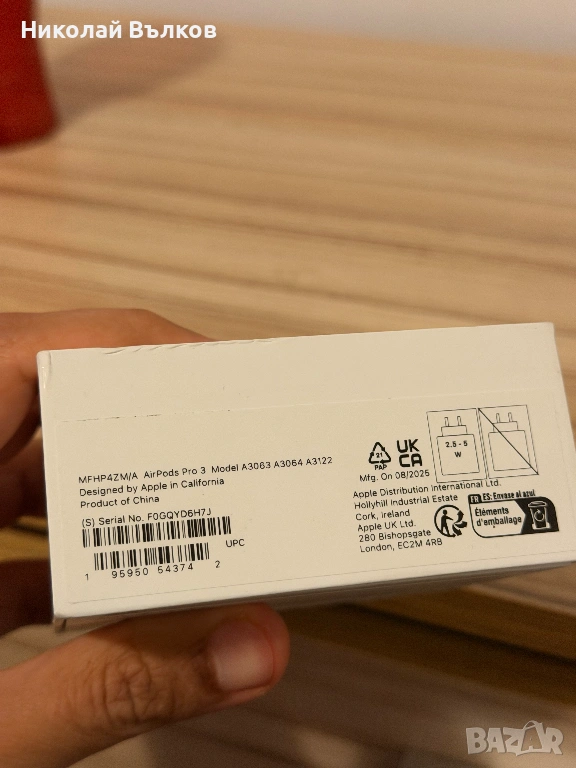 Николай Вълков
MFHP4ZM/A AirPods Pro 3 Model A3063 A3064 A3122
Designed by Apple in California
Product of China
(S) Serial No. F0GQYD6H7J
UPC
1 95950 54374 2
21
PAP
UK
CA
2.5 - 5
W
Mfg. On 08/2025
Apple Distribution International Ltd.
Hollyhill Industrial Estate
Cork, Ireland
Apple UK Ltd.
280 Bishopsgate
London, EC2M 4RB
FR ES: Envase al azul
Éléments
d'emballage
BAZAR